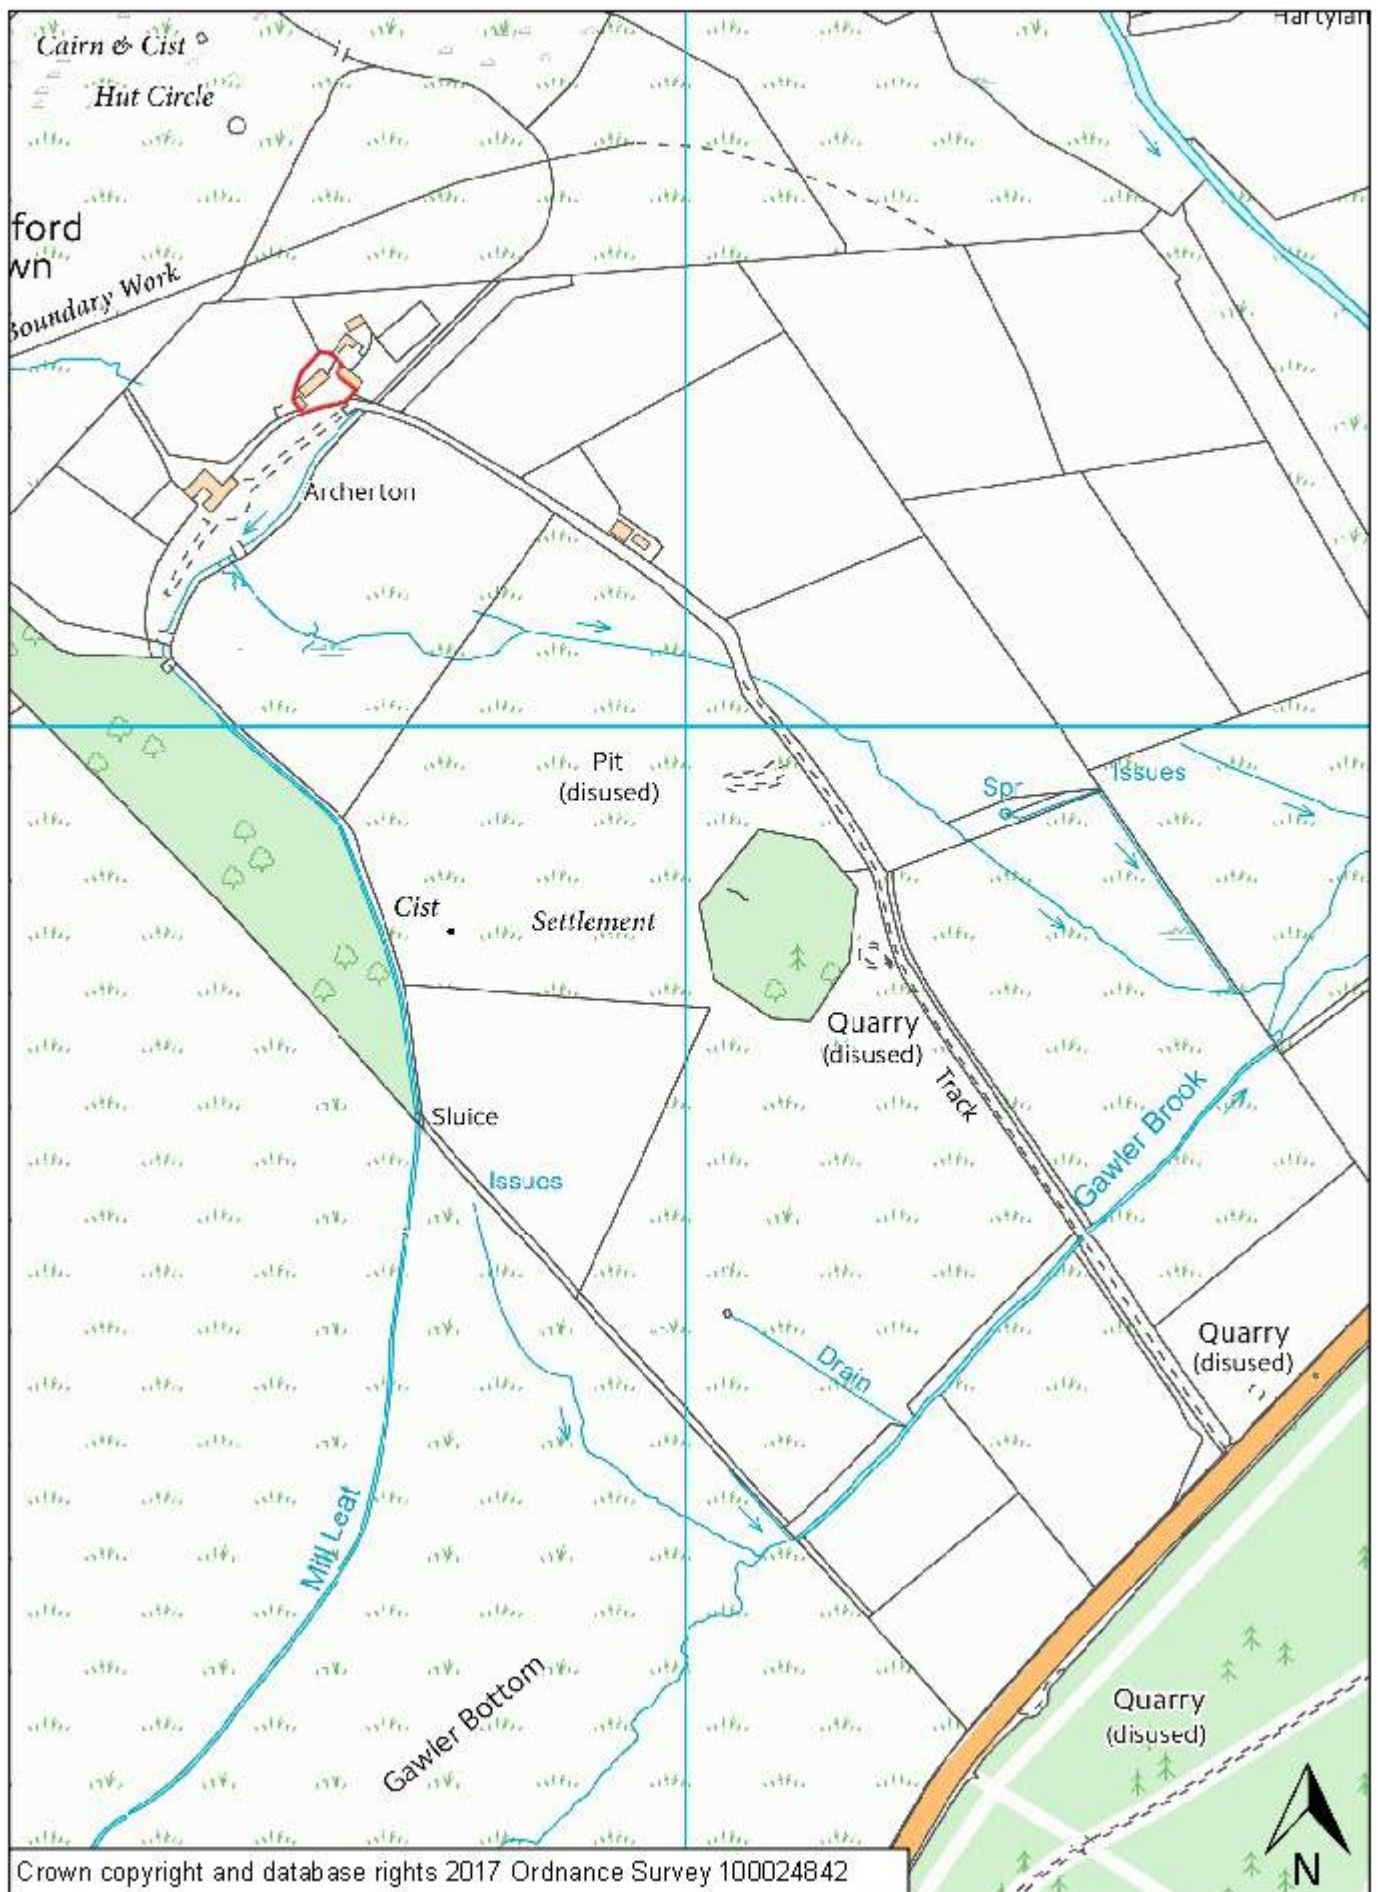 Cairn & Cist
Hartylan
Hut Circle
ford
wn
Boundary Work
Archerton
Pit
(disused)
Spr
Issues
Cist
Settlement
Quarry
(disused)
Track
Gawler Brook
Sluice
Issues
Drain
Quarry
(disused)
Mill Leat
Gawler Bottom
Quarry
(disused)
N
Crown copyright and database rights 2017 Ordnance Survey 100024842